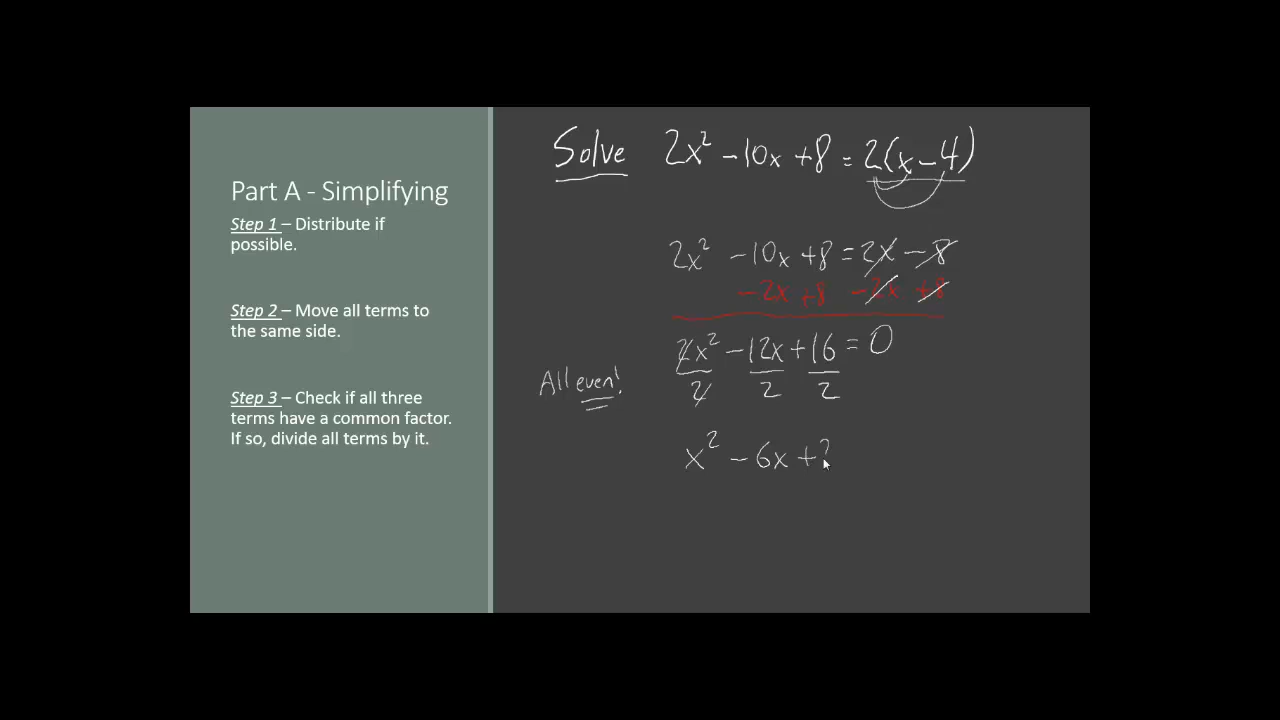 Part A - Simplifying
Step 1 – Distribute if
possible.
Step 2 – Move all terms to
the same side.
Step 3 – Check if all three
terms have a common factor.
If so, divide all terms by it.
Solve 2x² - 10x + 8 = 2(x - 4)
2x² - 10x + 8 = 2x - 8
- 2x + 8 - 2x + 8
2x² - 12x + 16 = 0
All even!
2 2 2
x² - 6x +